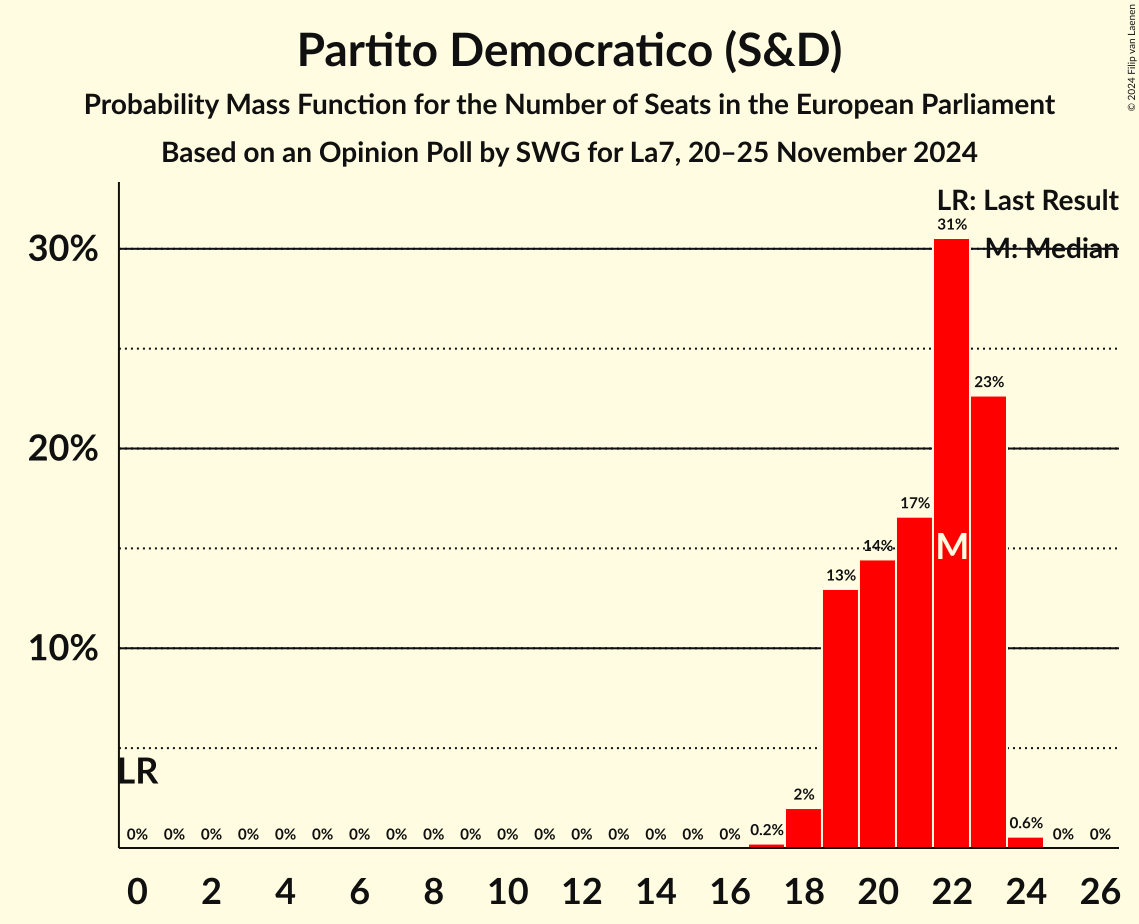 Partito Democratico (S&D)
Probability Mass Function for the Number of Seats in the European Parliament
Based on an Opinion Poll by SWG for La7, 20–25 November 2024
© 2024 Filip van Laenen
LR: Last Result
M: Median
30%
20%
10%
31%
23%
17%
14%
13%
2%
0.2%
0.6%
M
LR
0% 0% 0% 0% 0% 0% 0% 0% 0% 0% 0% 0% 0% 0% 0% 0% 0% 0% 0%
0 2 4 6 8 10 12 14 16 18 20 22 24 26